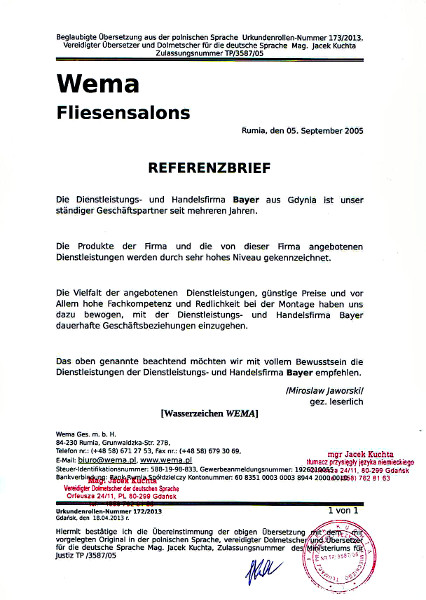 Beglaubigte Übersetzung aus der polnischen Sprache Urkundenrollen-Nummer 173/2013.
Vereidigter Übersetzer und Dolmetscher für die deutsche Sprache Mag. Jacek Kuchta
Zulassungsnummer TP/3587/05
Wema
Fliesensalons
Rumia, den 05. September 2005
REFERENZBRIEF
Die Dienstleistungs- und Handelsfirma Bayer aus Gdynia ist unser
ständiger Geschäftspartner seit mehreren Jahren.
Die Produkte der Firma und die von dieser Firma angebotenen
Dienstleistungen werden durch sehr hohes Niveau gekennzeichnet.
Die Vielfalt der angebotenen Dienstleistungen, günstige Preise und vor
Allem hohe Fachkompetenz und Redlichkeit bei der Montage haben uns
dazu bewogen, mit der Dienstleistungs- und Handelsfirma Bayer
dauerhafte Geschäftsbeziehungen einzugehen.
Das oben genannte beachtend möchten wir mit vollem Bewusstsein die
Dienstleistungen der Dienstleistungs- und Handelsfirma Bayer empfehlen.
/Miroslaw Jaworski/
gez. leserlich
[Wasserzeichen WEMA]
Wema Ges. m. b. H.
84-230 Rumia, Grunwaldzka-Str. 27B,
Telefon nr.: (+48 58) 671 27 53, Fax nr.: (+48 58) 679 30 69,
E-Mail: biuro@wema.pl, www.wema.pl
Steuer-Identifikationsnummer: 588-19-90-833, Gewerbeanmeldungsnummer:
Bankverbindung: Bank Rumia Spółdzielczy Kontonummer: 60 8351 0003 0003 8944 2000 0010
mgr Jacek Kuchta
tłumacz przysięgły języka niemieckiego
24/11, 80-299 Gdańsk
762 81 63
Mag. Jacek Kuchta
Vereidigter Dolmetscher der deutschen Sprache
Orfeusza 24/11, PL 80-299 Gdańsk
Urkundenrollen-Nummer 172/2013
1 von 1
Gdańsk, den 18.04.2013 r.
Hiermit bestätige ich die Übereinstimmung der obigen Übersetzung mit dem mit
vorgelegten Original in der polnischen Sprache, vereidigter Dolmetscher und Übersetzer
für die deutsche Sprache Mag. Jacek Kuchta, Zulassungsnummer des Ministeriums für
Justiz TP /3587/05